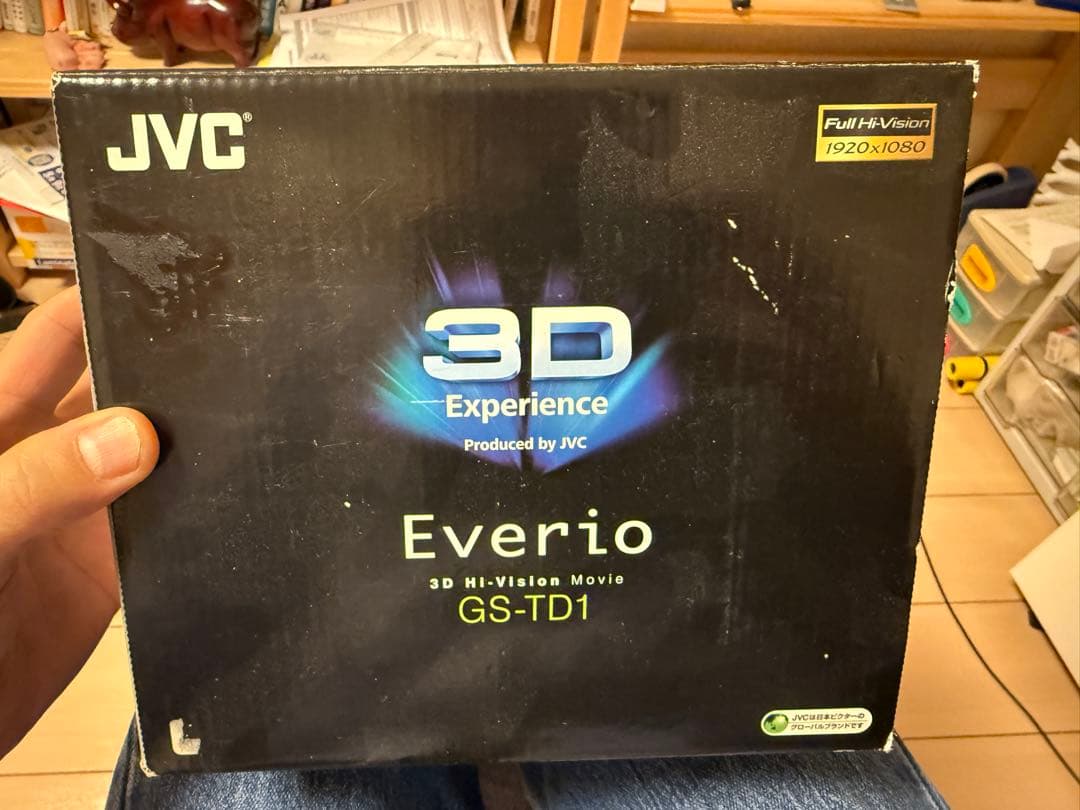 JVC®
Full Hi-Vision
1920x1080
3D
Experience
Produced by JVC
Everio
3D Hi-Vision Movie
GS-TD1
JVCは日本ビクターの
グローバルブランドです